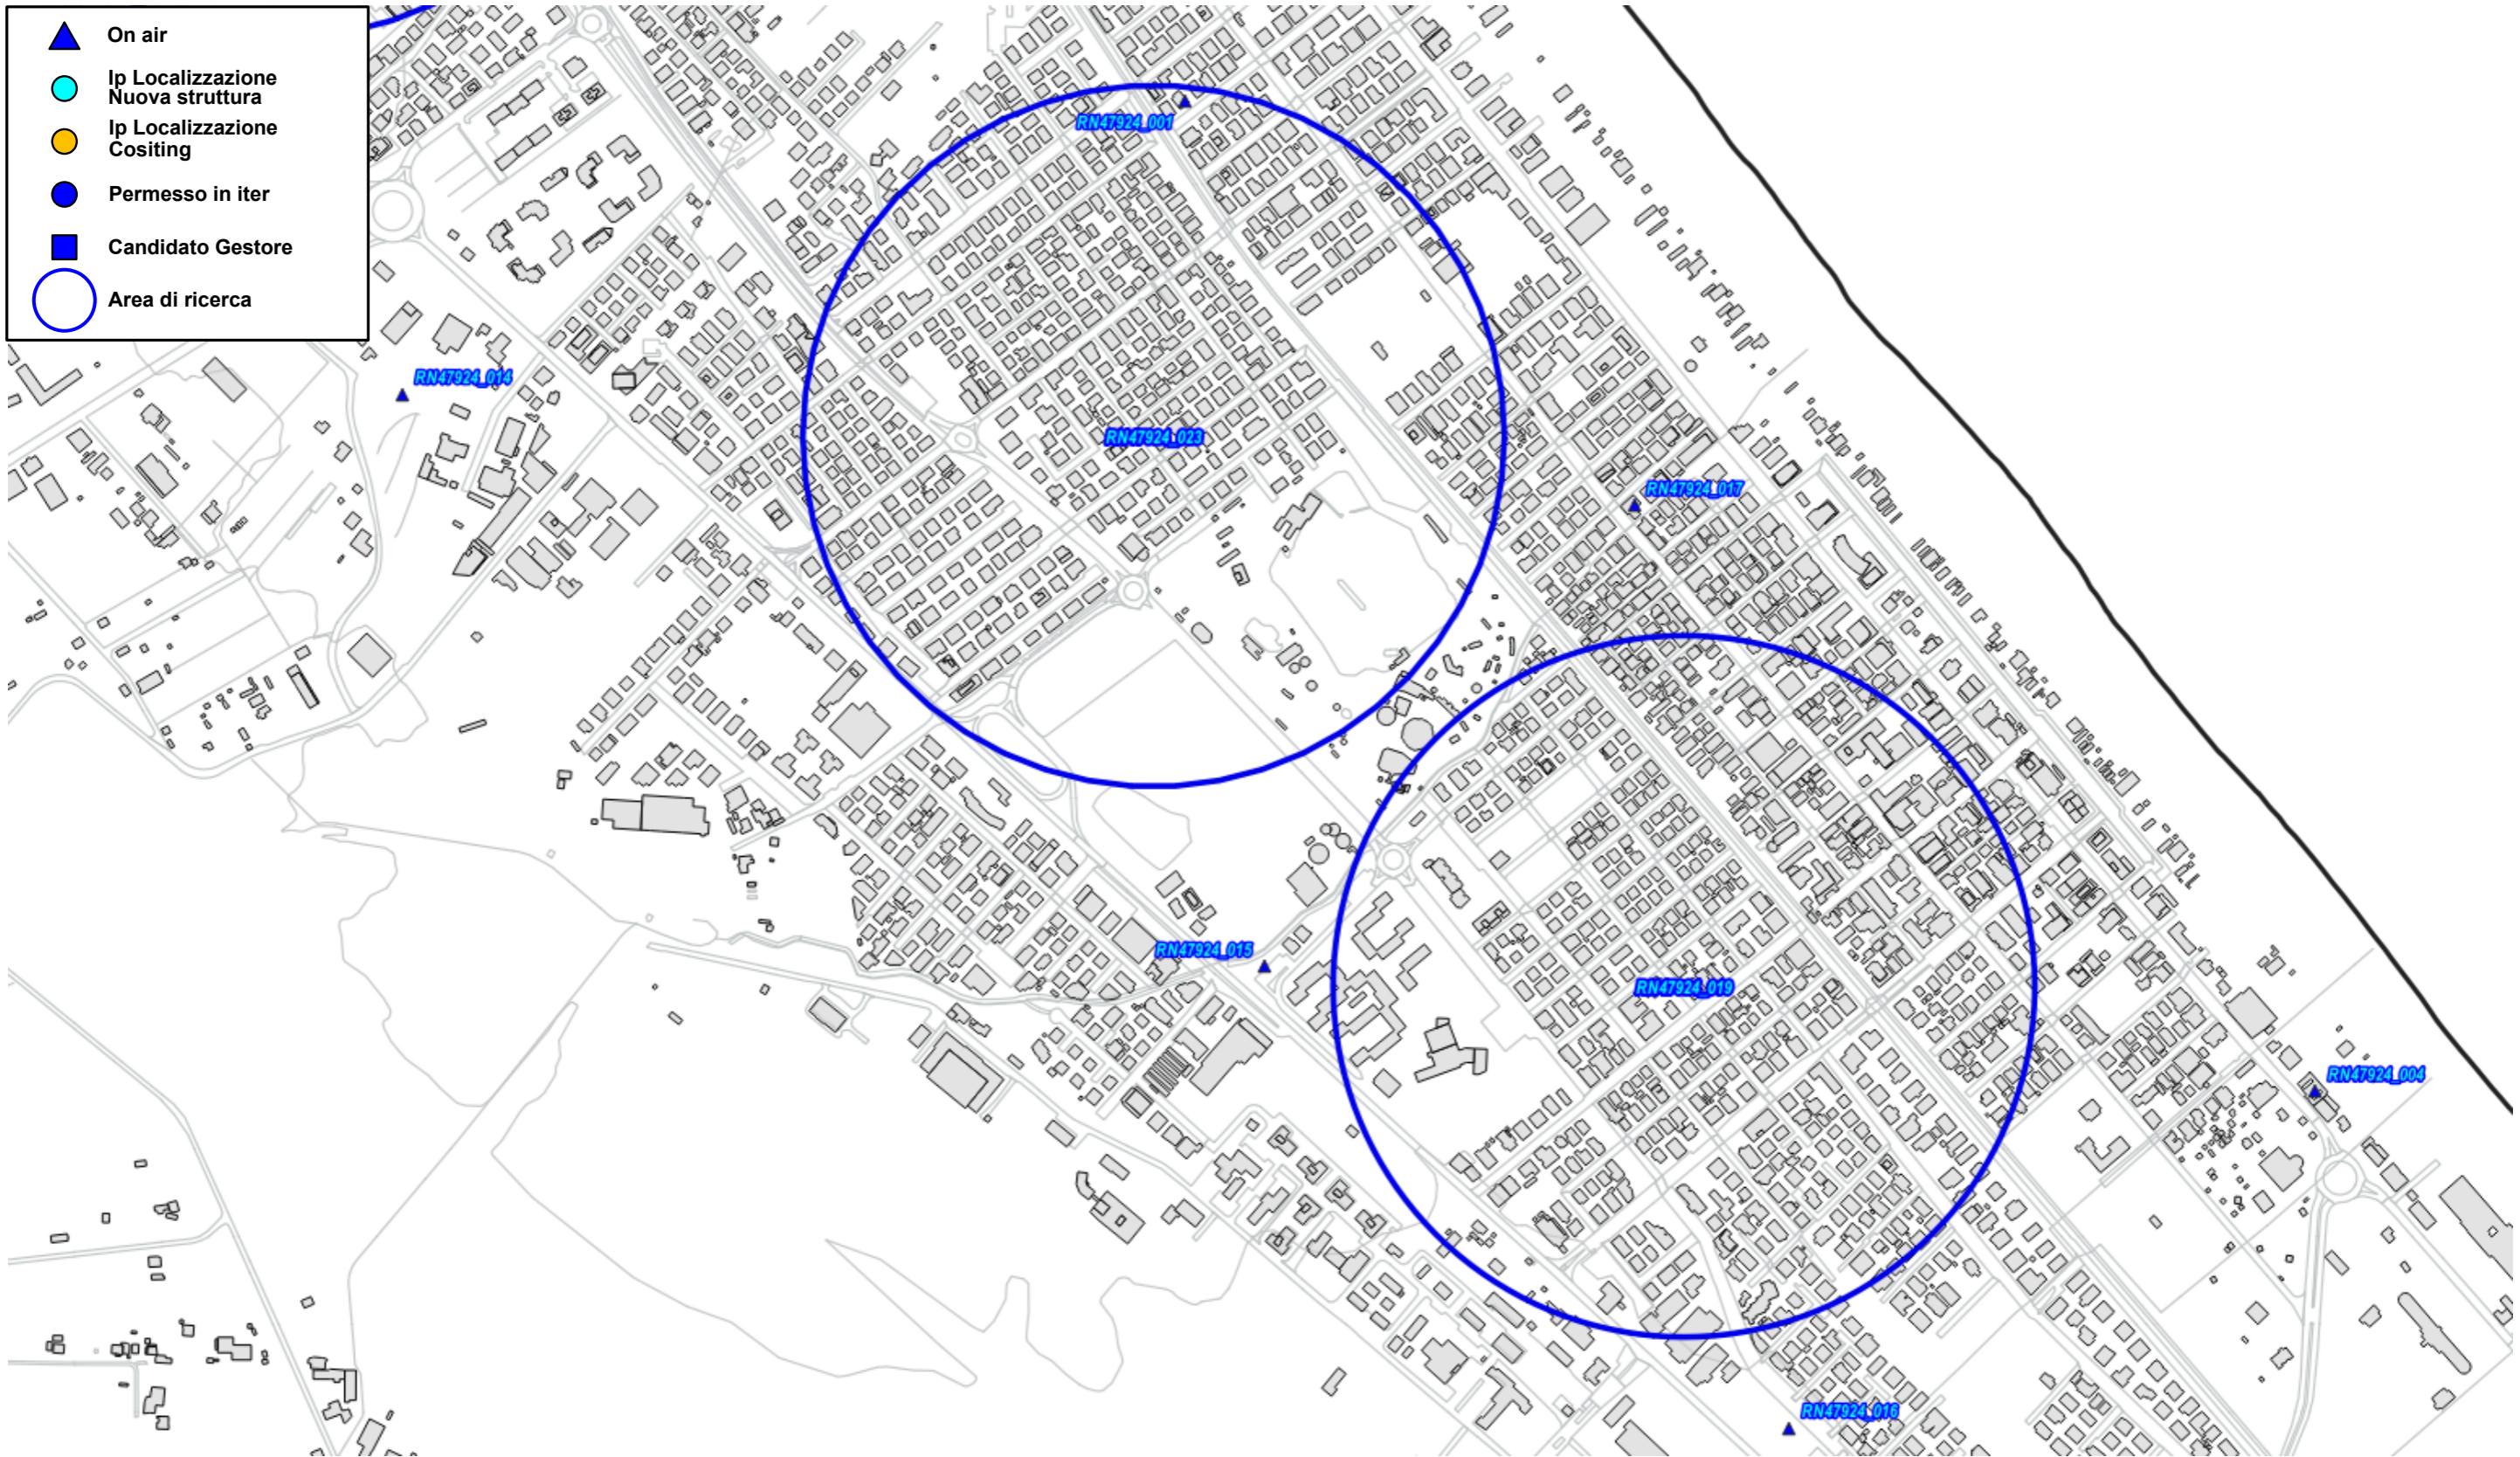 On air
Ip Localizzazione
Nuova struttura
Ip Localizzazione
Cositing
Permesso in iter
Candidato Gestore
Area di ricerca
RN47924_001
RN47924_014
RN47924_023
RN47924_017
RN47924_015
RN47924_019
RN47924_004
RN47924_016